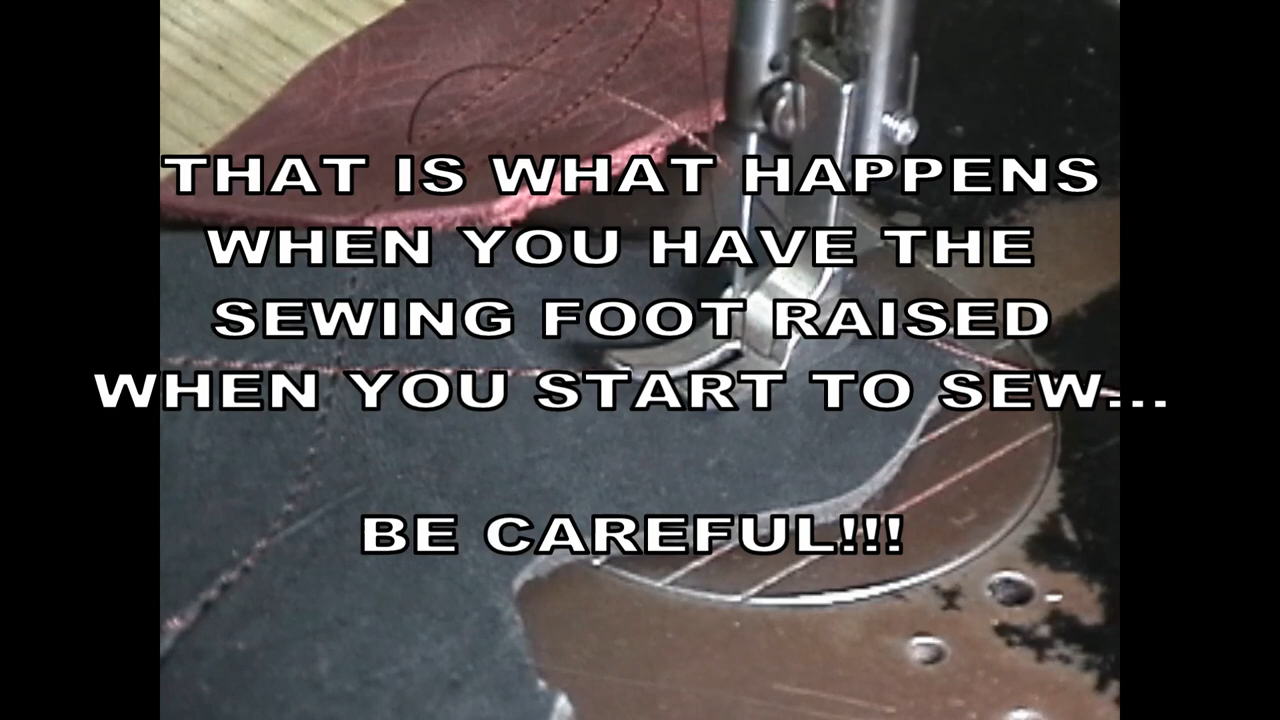 THAT IS WHAT HAPPENS
WHEN YOU HAVE THE
SEWING FOOT RAISED
WHEN YOU START TO SEW...
BE CAREFUL!!!